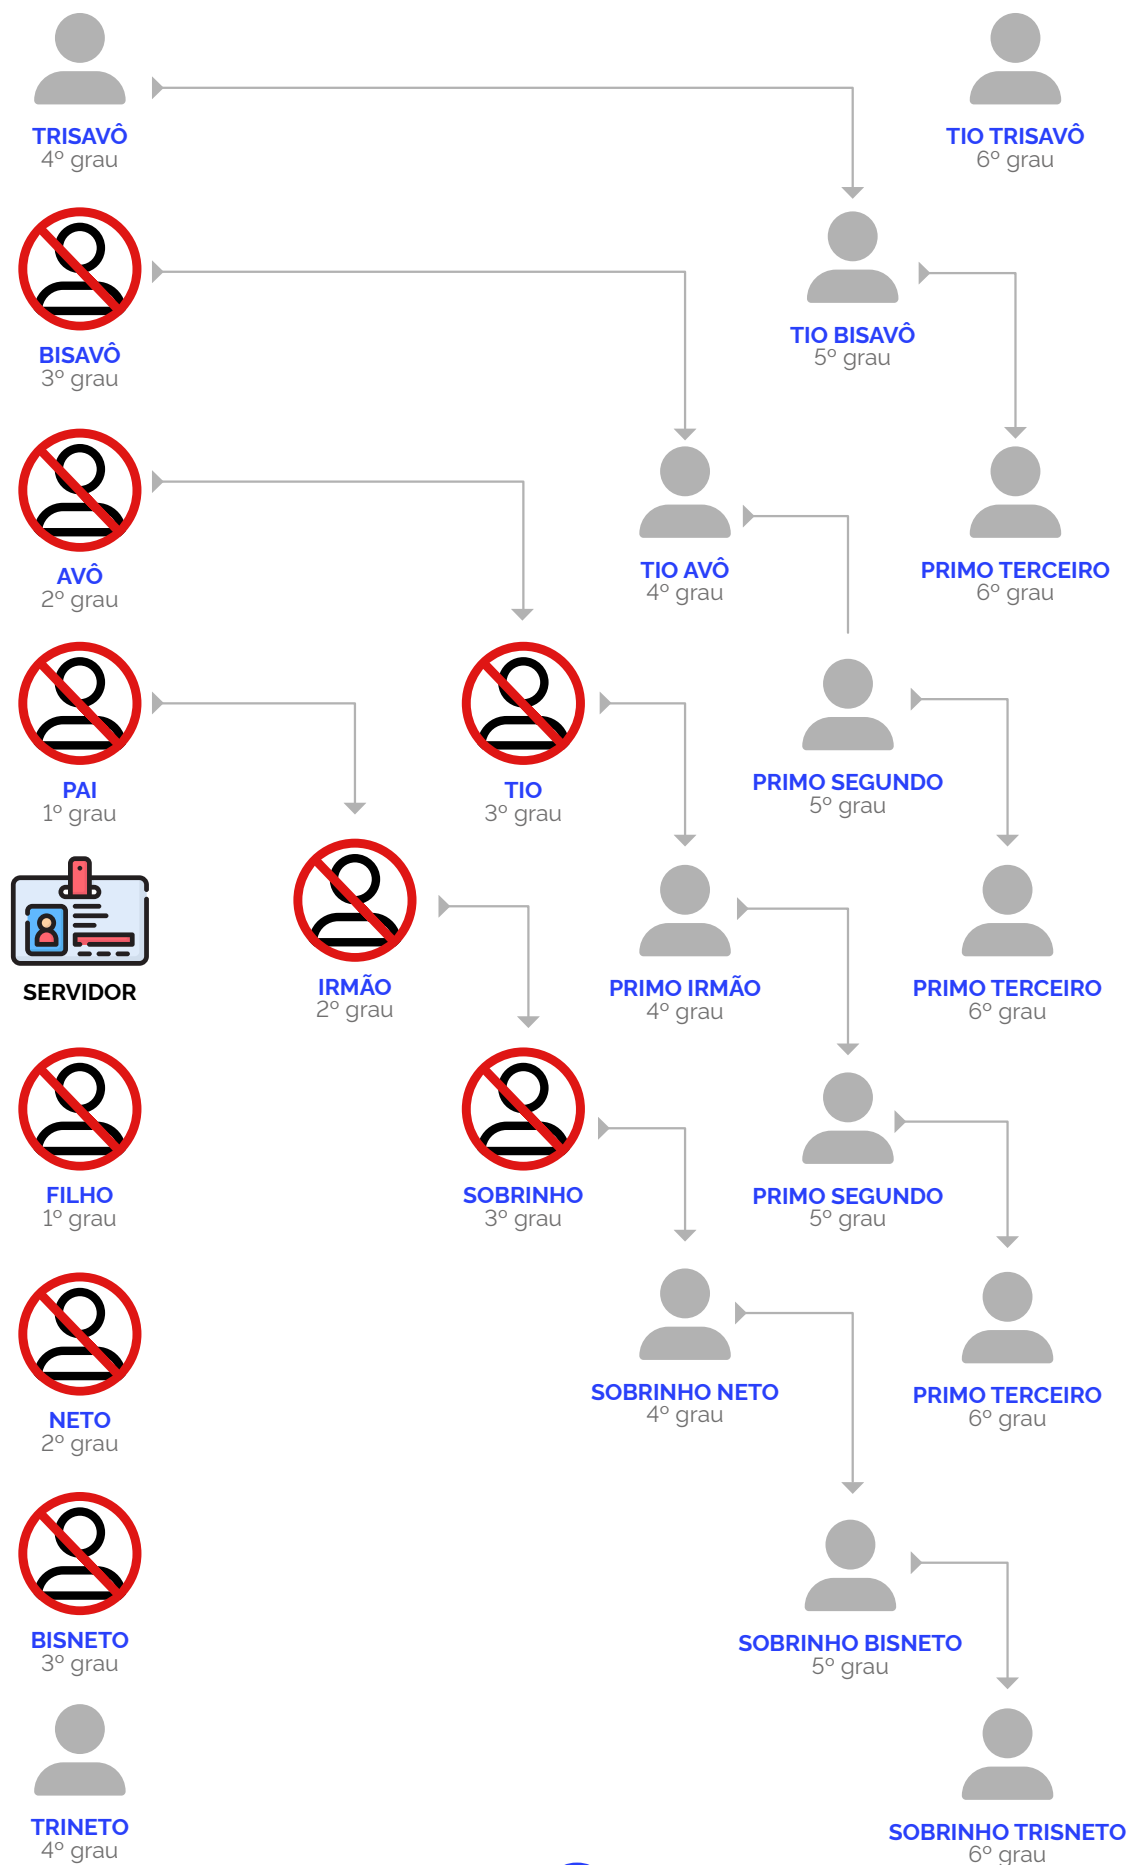 TRISAVÔ
4º grau
TIO TRISAVÔ
6º grau
TIO BISAVÔ
5º grau
BISAVÔ
3º grau
AVÔ
2º grau
TIO AVÔ
4º grau
PRIMO TERCEIRO
6º grau
PAI
1º grau
TIO
3º grau
PRIMO SEGUNDO
5º grau
SERVIDOR
IRMÃO
2º grau
PRIMO IRMÃO
4º grau
PRIMO TERCEIRO
6º grau
FILHO
1º grau
SOBRINHO
3º grau
PRIMO SEGUNDO
5º grau
NETO
2º grau
SOBRINHO NETO
4º grau
PRIMO TERCEIRO
6º grau
BISNETO
3º grau
SOBRINHO BISNETO
5º grau
TRINETO
4º grau
SOBRINHO TRISNETO
6º grau